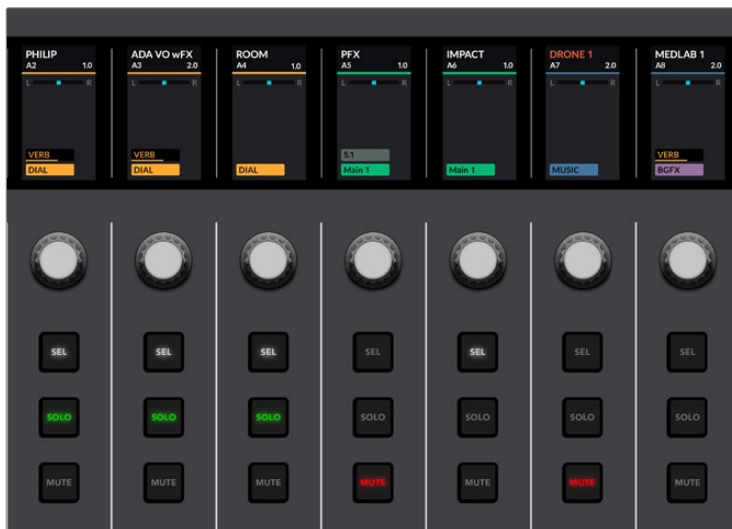 PHILIP
A2 1.0
L R
VERB
DIAL
ADA VO wFX
A3 2.0
L R
VERB
DIAL
ROOM
A4 1.0
L R
DIAL
PFX
A5 1.0
L R
5.1
Main 1
IMPACT
A6 1.0
L R
Main 1
DRONE 1
A7 2.0
L R
MUSIC
MEDLAB 1
A8 2.0
L R
VERB
BGFX
SEL SEL SEL SEL SEL SEL SEL
SOLO SOLO SOLO SOLO SOLO SOLO SOLO
MUTE MUTE MUTE MUTE MUTE MUTE MUTE